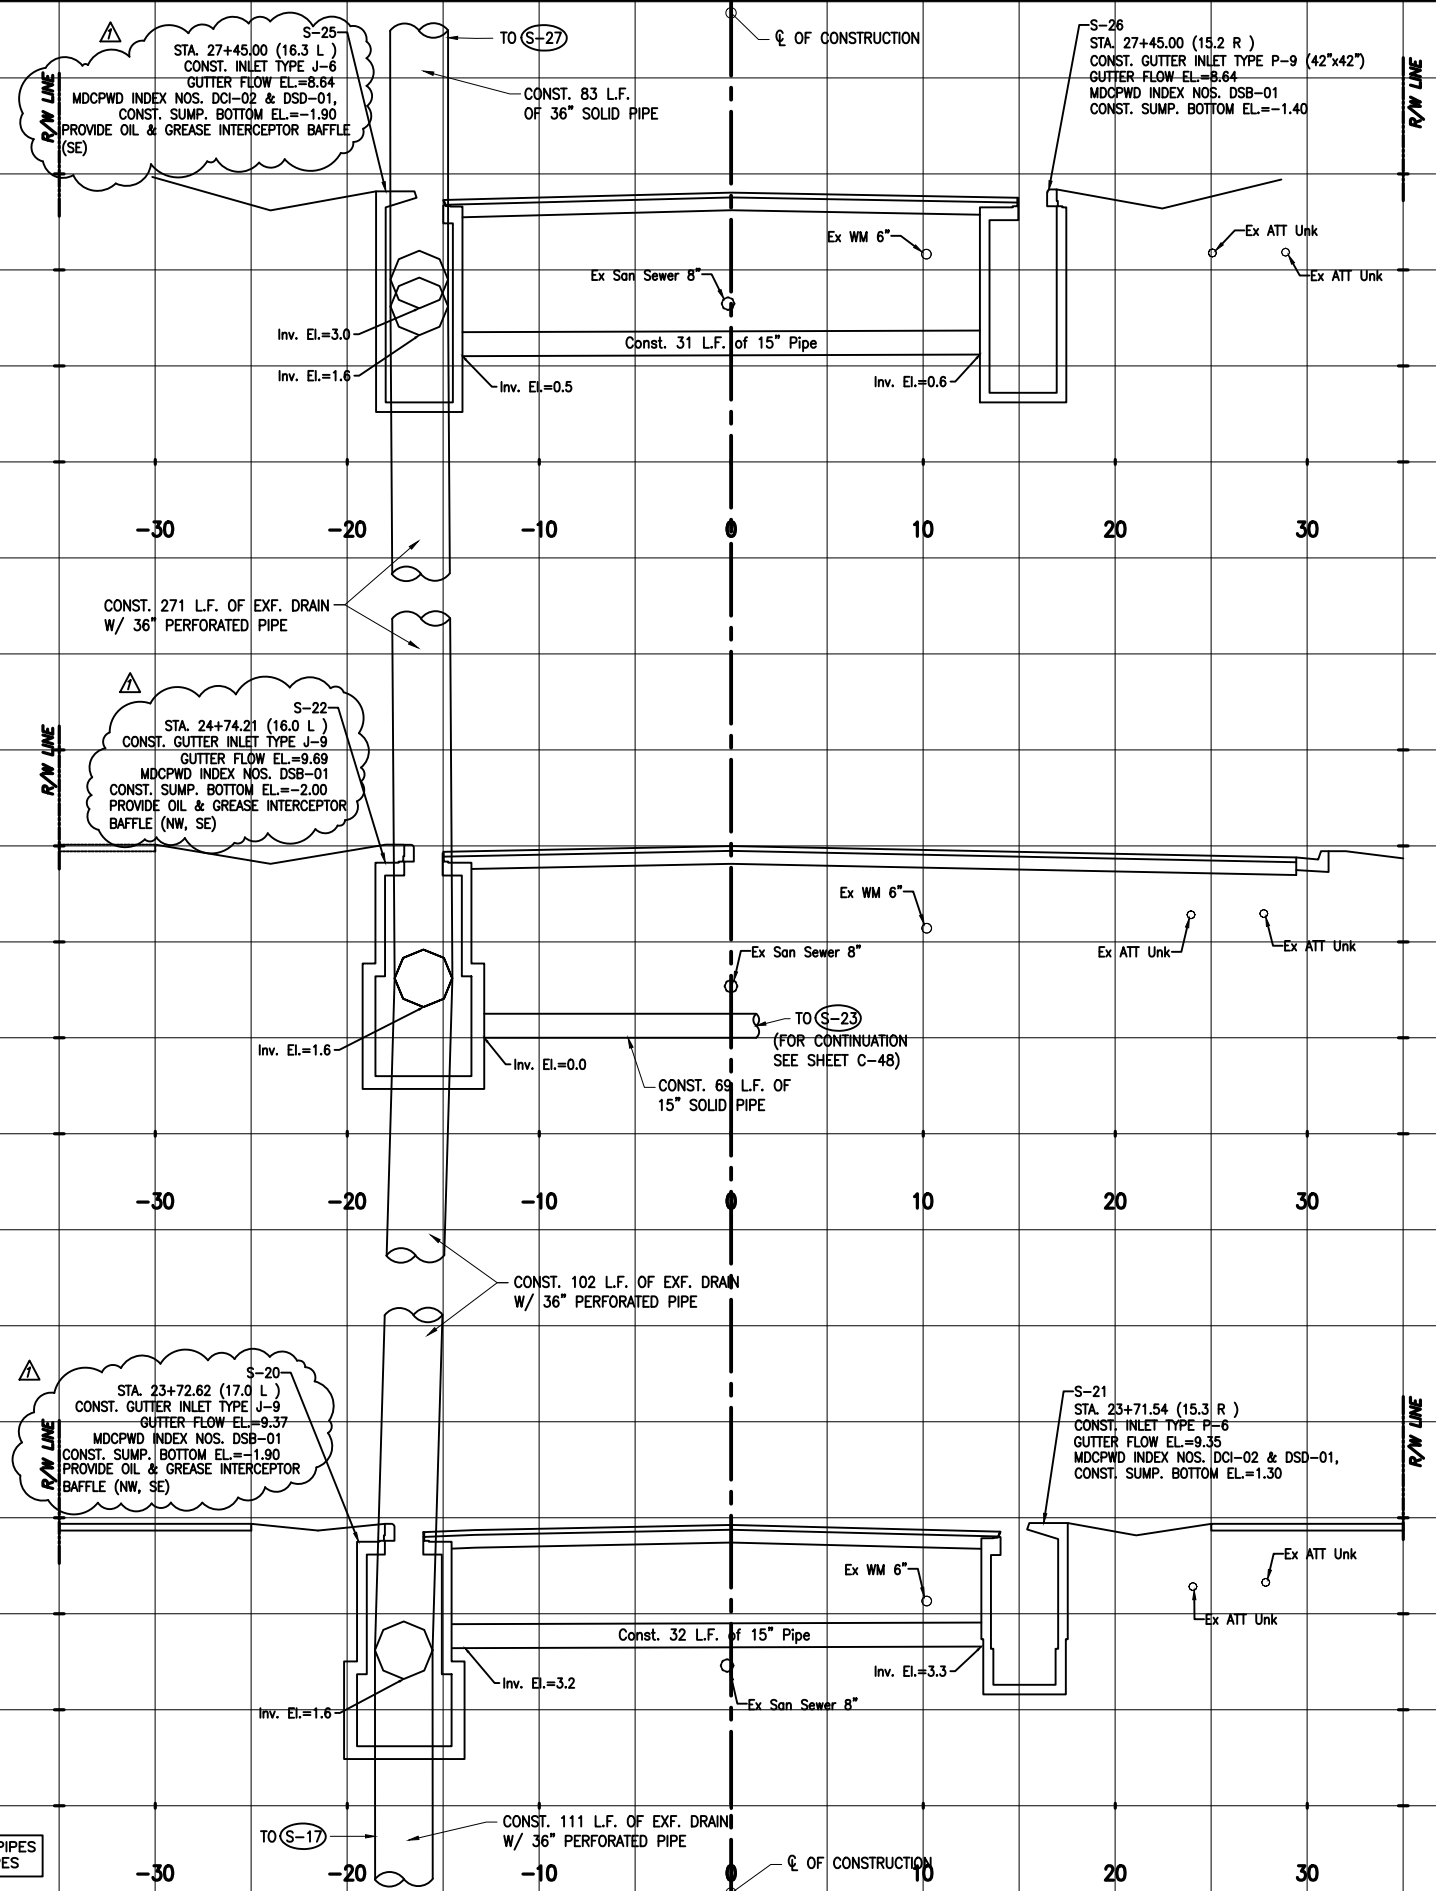 S-25
STA. 27+45.00 (16.3 L )
CONST. INLET TYPE J-6
GUTTER FLOW EL.=8.64
MDCPWD INDEX NOS. DCI-02 & DSD-01,
CONST. SUMP. BOTTOM EL.=-1.90
PROVIDE OIL & GREASE INTERCEPTOR BAFFLE
(SE)
1
R/W LINE
TO S-27
CONST. 83 L.F.
OF 36" SOLID PIPE
℄ OF CONSTRUCTION
S-26
STA. 27+45.00 (15.2 R )
CONST. GUTTER INLET TYPE P-9 (42"x42")
GUTTER FLOW EL=8.64
MDCPWD INDEX NOS. DSB-01
CONST. SUMP. BOTTOM EL.=-1.40
R/W LINE
Ex WM 6"
Ex ATT Unk
Ex ATT Unk
Ex San Sewer 8"
Inv. El.=3.0
Const. 31 L.F. of 15" Pipe
Inv. El.=1.6
Inv. El.=0.5
Inv. El.=0.6
-30 -20 -10 0 10 20 30
CONST. 271 L.F. OF EXF. DRAIN
W/ 36" PERFORATED PIPE
1
S-22
STA. 24+74.21 (16.0 L )
CONST. GUTTER INLET TYPE J-9
GUTTER FLOW EL.=9.69
MDCPWD INDEX NOS. DSB-01
CONST. SUMP. BOTTOM EL.=-2.00
PROVIDE OIL & GREASE INTERCEPTOR
BAFFLE (NW, SE)
R/W LINE
Ex WM 6"
Ex San Sewer 8"
Ex ATT Unk
Ex ATT Unk
TO S-23
(FOR CONTINUATION
SEE SHEET C-48)
Inv. El.=1.6
Inv. El.=0.0
CONST. 69 L.F. OF
15" SOLID PIPE
-30 -20 -10 0 10 20 30
CONST. 102 L.F. OF EXF. DRAIN
W/ 36" PERFORATED PIPE
1
S-20
STA. 23+72.62 (17.0 L )
CONST. GUTTER INLET TYPE J-9
GUTTER FLOW EL.=9.37
MDCPWD INDEX NOS. DSB-01
CONST. SUMP. BOTTOM EL.=-1.90
PROVIDE OIL & GREASE INTERCEPTOR
BAFFLE (NW, SE)
R/W LINE
S-21
STA. 23+71.54 (15.3 R )
CONST. INLET TYPE P-6
GUTTER FLOW EL.=9.35
MDCPWD INDEX NOS. DCI-02 & DSD-01,
CONST. SUMP. BOTTOM EL.=1.30
R/W LINE
Ex WM 6"
Ex ATT Unk
Ex ATT Unk
Const. 32 L.F. of 15" Pipe
Inv. El.=3.2
Inv. El.=3.3
Ex San Sewer 8"
Inv. El.=1.6
TO S-17
CONST. 111 L.F. OF EXF. DRAIN
W/ 36" PERFORATED PIPE
℄ OF CONSTRUCTION
PIPES
-30 -20 -10 0 10 20 30